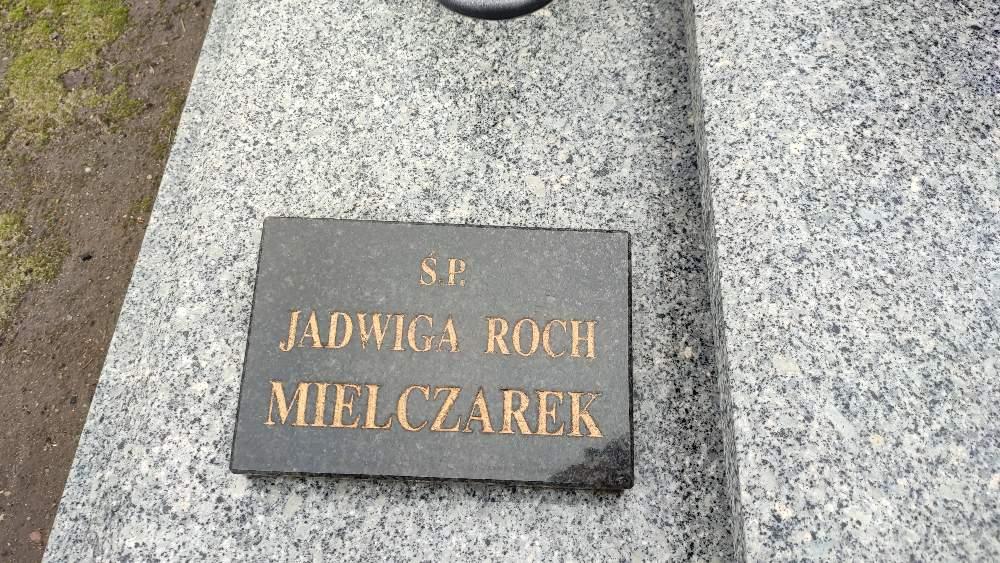 Ś.P.
JADWIGA ROCH
MIELCZAREK